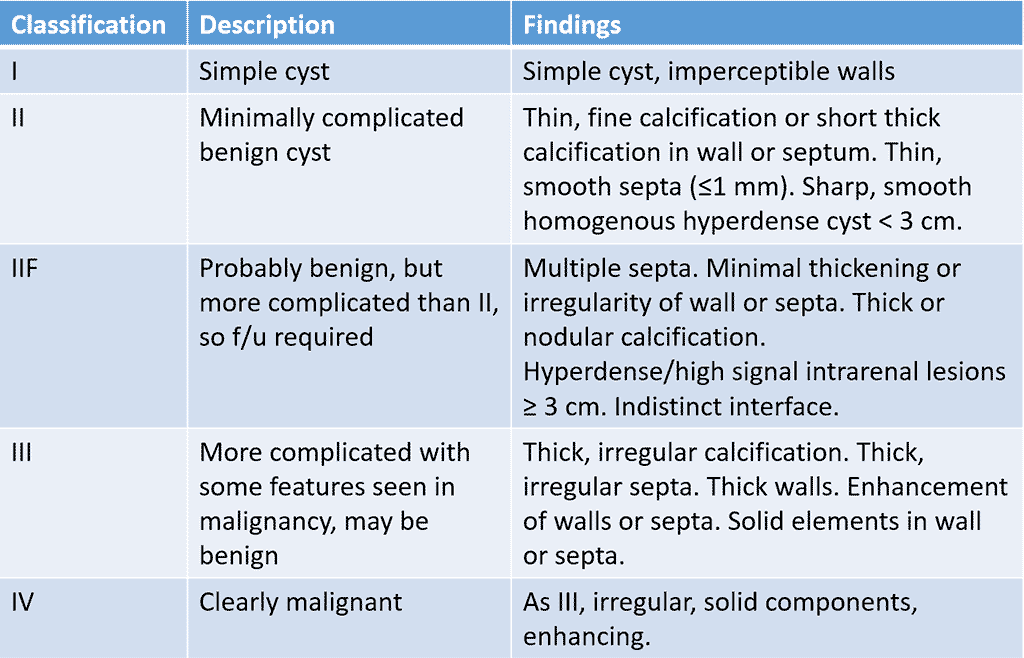 Classification Description Findings
I Simple cyst Simple cyst, imperceptible walls
II Minimally complicated Thin, fine calcification or short thick
benign cyst calcification in wall or septum. Thin,
smooth septa (≤1 mm). Sharp, smooth
homogenous hyperdense cyst < 3 cm.
IIF Probably benign, but Multiple septa. Minimal thickening or
more complicated than II, irregularity of wall or septa. Thick or
so f/u required nodular calcification.
Hyperdense/high signal intrarenal lesions
≥ 3 cm. Indistinct interface.
III More complicated with Thick, irregular calcification. Thick,
some features seen in irregular septa. Thick walls. Enhancement
malignancy, may be of walls or septa. Solid elements in wall
benign or septa.
IV Clearly malignant As III, irregular, solid components,
enhancing.